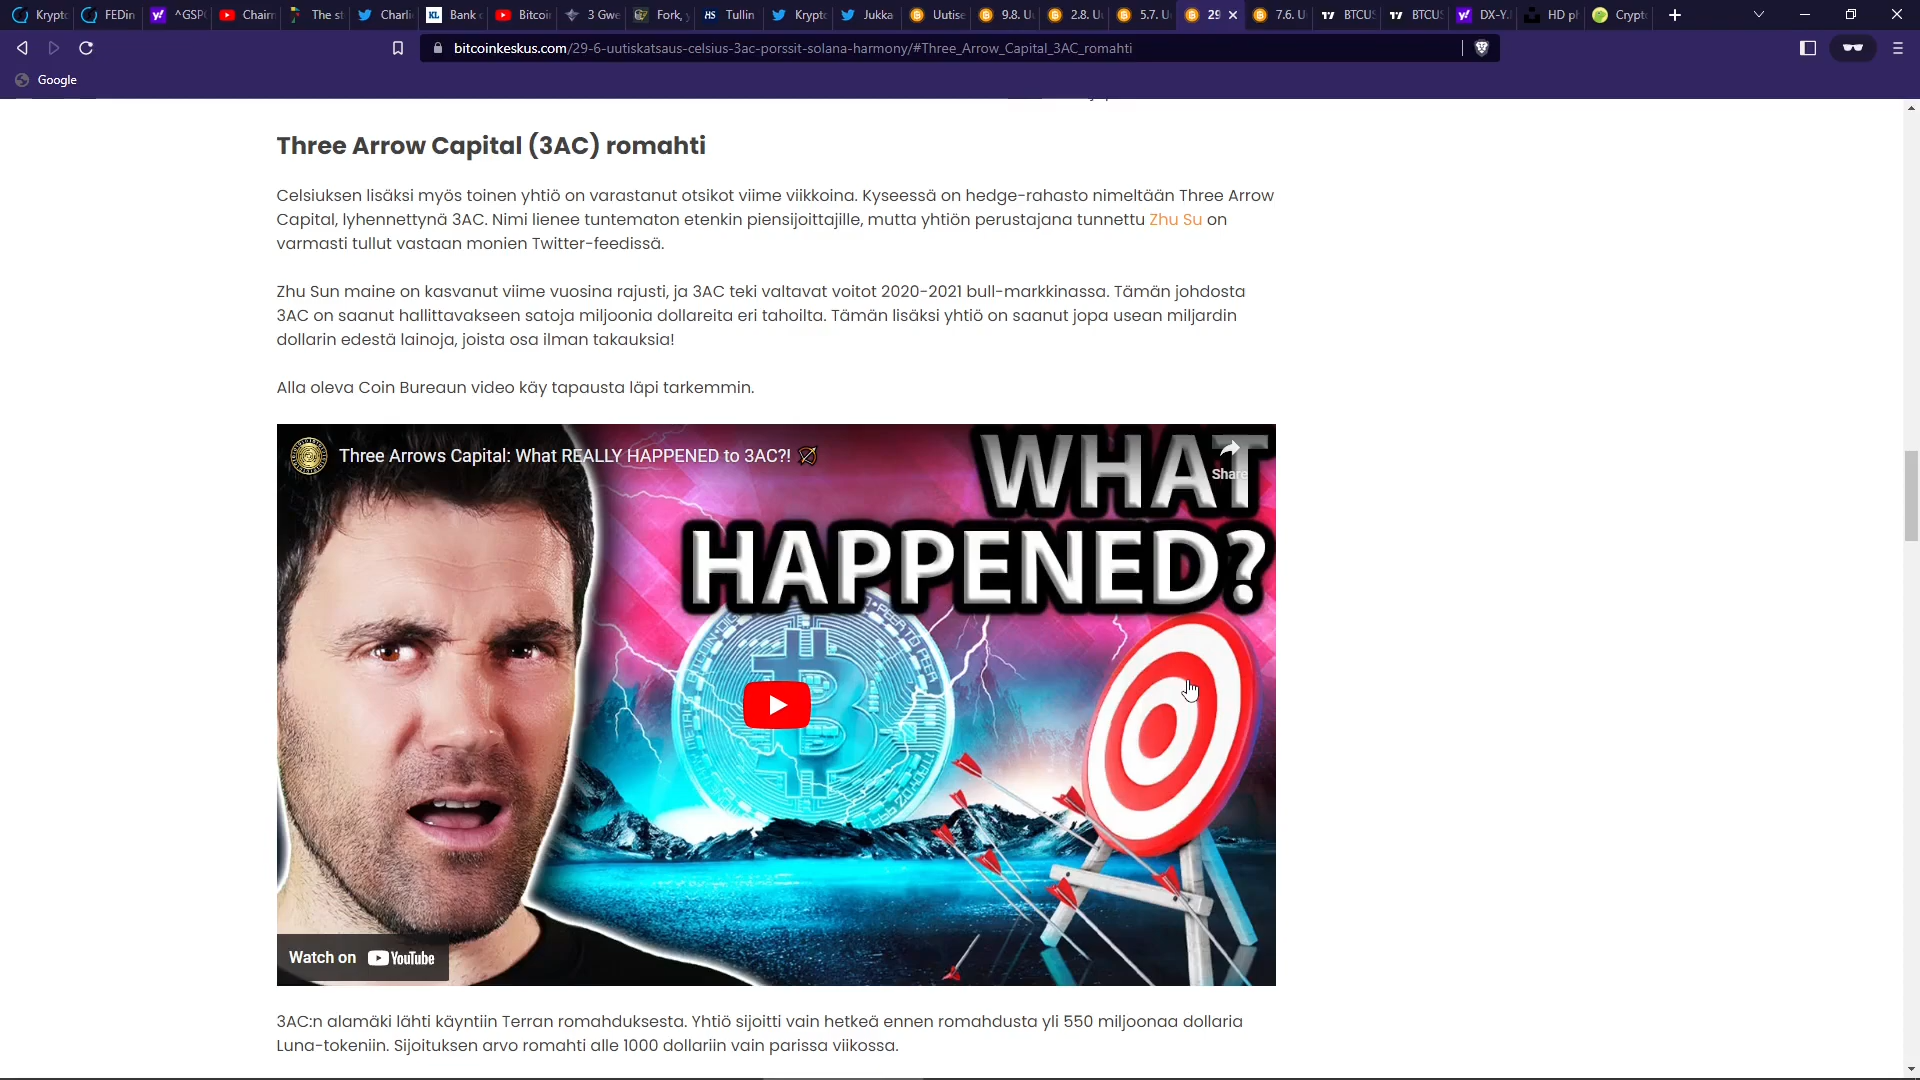 Krypto
FEDin
^GSP
Chairm
The st
Charli
Bank
Bitcoi
3 Gwe
Fork,
Tullin
Krypto
Jukka
Uutise
9.8. U
2.8. U
5.7. U
29
7.6. U
BTCUS
BTCUS
DX-Y.
HD ph
Crypt
bitcoinkeskus.com/29-6-uutiskatsaus-celsius-3ac-porssit-solana-harmony/#Three_Arrow_Capital_3AC_romahti
Google
Three Arrow Capital (3AC) romahti
Celsiuksen lisäksi myös toinen yhtiö on varastanut otsikot viime viikkoina. Kyseessä on hedge-rahasto nimeltään Three Arrow
Capital, lyhennettynä 3AC. Nimi lienee tuntematon etenkin piensijoittajille, mutta yhtiön perustajana tunnettu Zhu Su on
varmasti tullut vastaan monien Twitter-feedissä.
Zhu Sun maine on kasvanut viime vuosina rajusti, ja 3AC teki valtavat voitot 2020-2021 bull-markkinassa. Tämän johdosta
3AC on saanut hallittavakseen satoja miljoonia dollareita eri tahoilta. Tämän lisäksi yhtiö on saanut jopa usean miljardin
dollarin edestä lainoja, joista osa ilman takauksia!
Alla oleva Coin Bureaun video käy tapausta läpi tarkemmin.
Three Arrows Capital: What REALLY HAPPENED to 3AC?! 🏹
Share
WHAT
HAPPENED?
Watch on YouTube
3AC:n alamäki lähti käyntiin Terran romahduksesta. Yhtiö sijoitti vain hetkeä ennen romahdusta yli 550 miljoonaa dollaria
Luna-tokeniin. Sijoituksen arvo romahti alle 1000 dollariin vain parissa viikossa.